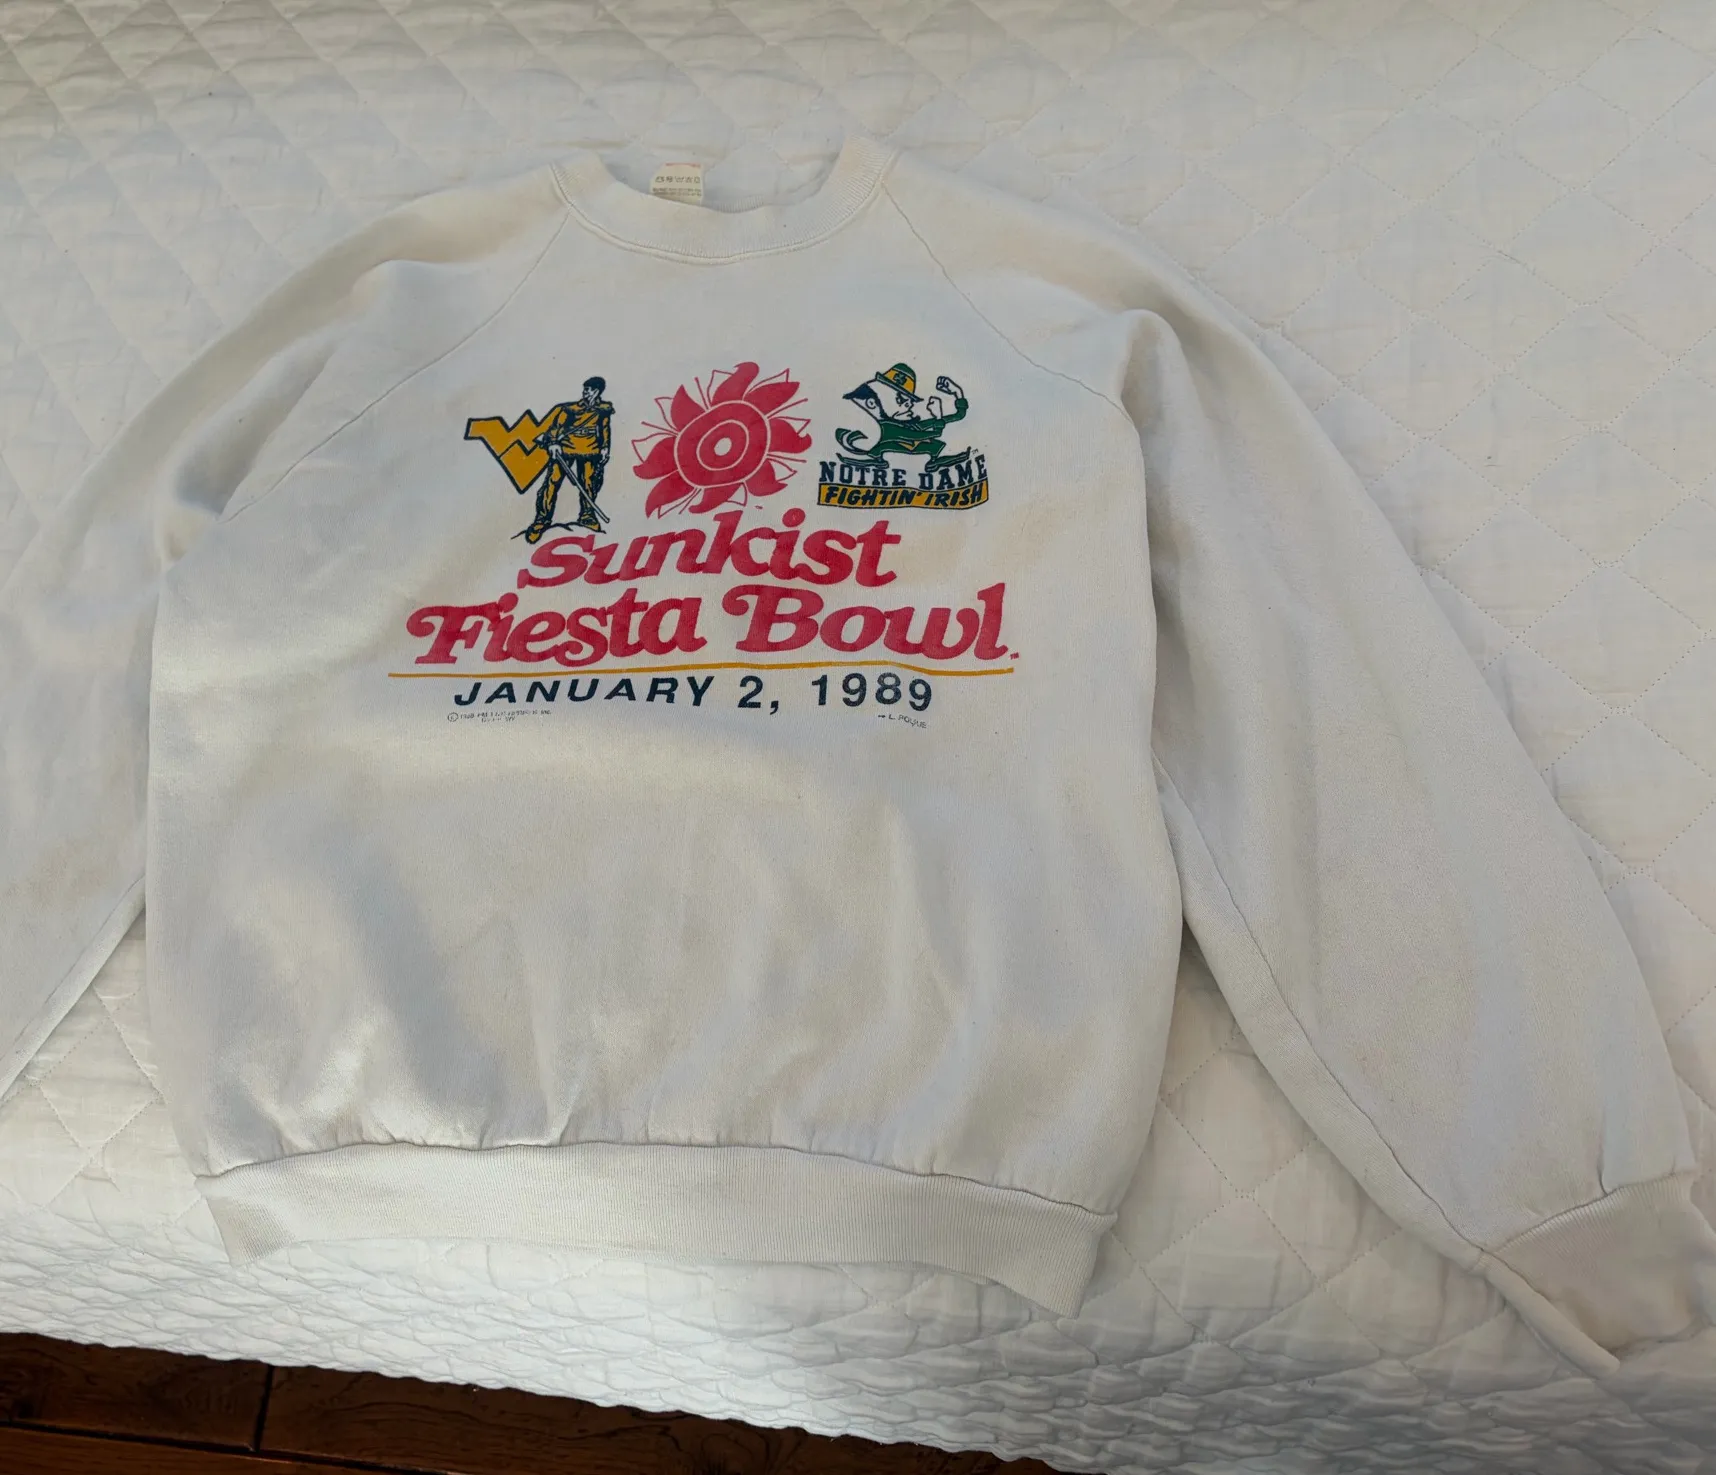 NOTRE DAME
FIGHTIN' IRISH
Sunkist
Fiesta Bowl
JANUARY 2, 1989